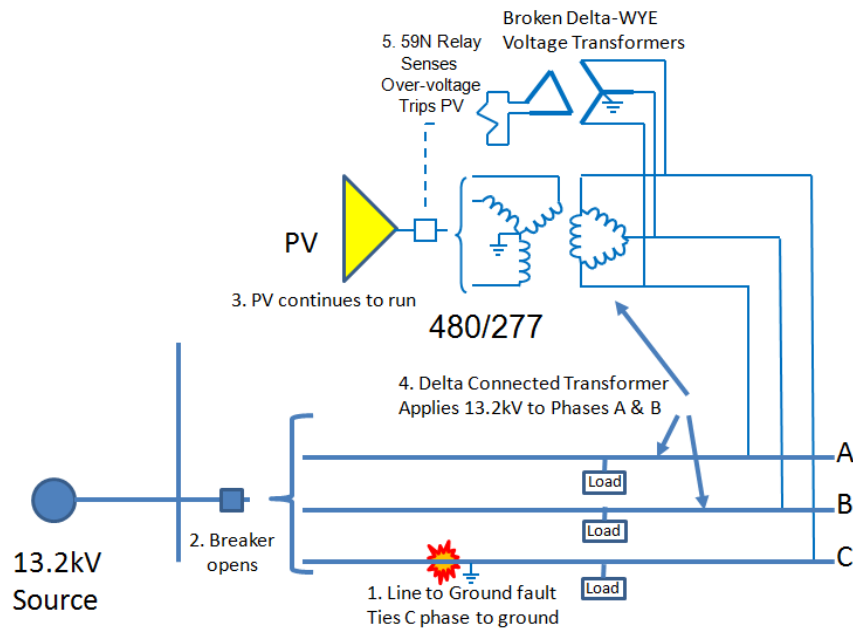 Broken Delta-WYE
Voltage Transformers
5. 59N Relay
Senses
Over-voltage
Trips PV
PV
3. PV continues to run
480/277
4. Delta Connected Transformer
Applies 13.2kV to Phases A & B
A
Load
B
Load
2. Breaker
opens
C
Load
13.2kV
Source
1. Line to Ground fault
Ties C phase to ground